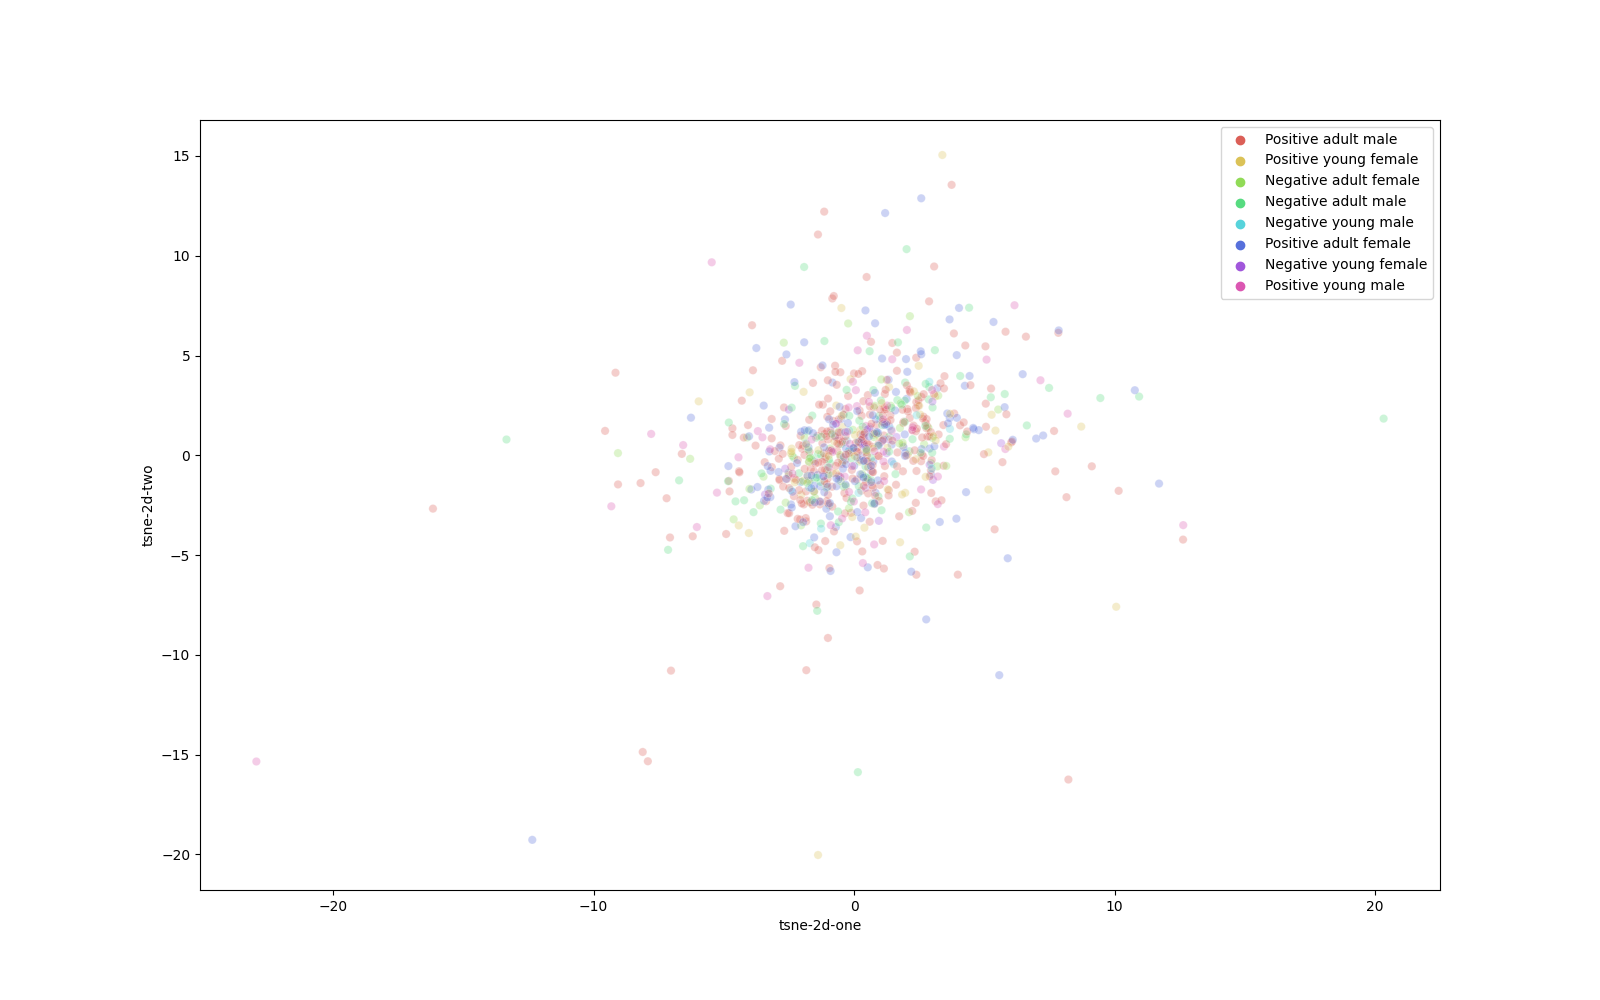 Positive adult male
Positive young female
Negative adult female
Negative adult male
Negative young male
Positive adult female
Negative young female
Positive young male
15
10
5
0
−5
−10
−15
−20
tsne-2d-two
−20
−10
0
10
20
tsne-2d-one